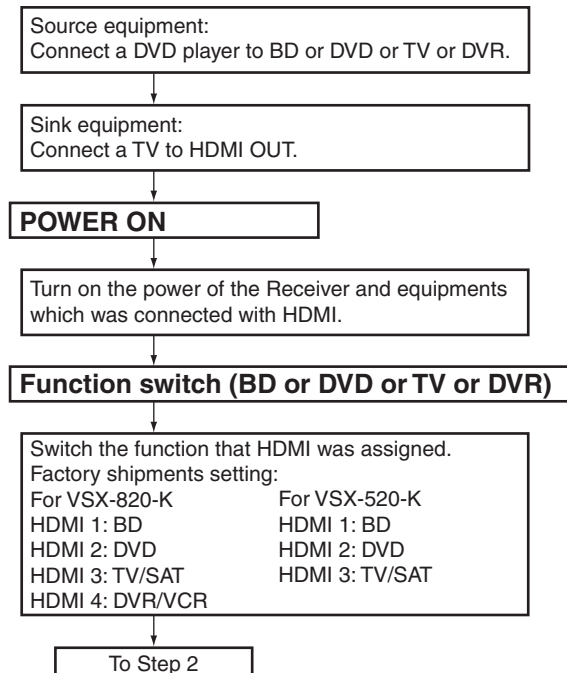 Source equipment:
Connect a DVD player to BD or DVD or TV or DVR.
Sink equipment:
Connect a TV to HDMI OUT.
POWER ON
Turn on the power of the Receiver and equipments
which was connected with HDMI.
Function switch (BD or DVD or TV or DVR)
Switch the function that HDMI was assigned.
Factory shipments setting:
For VSX-820-K
HDMI 1: BD
HDMI 2: DVD
HDMI 3: TV/SAT
HDMI 4: DVR/VCR
For VSX-520-K
HDMI 1: BD
HDMI 2: DVD
HDMI 3: TV/SAT
To Step 2